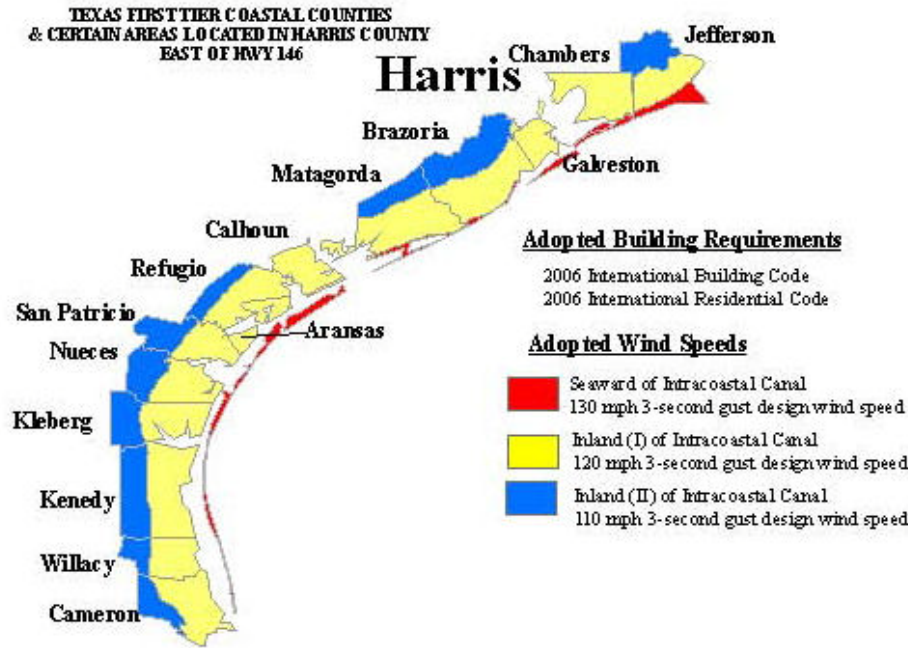 TEXAS FIRST TIER COASTAL COUNTIES
& CERTAIN AREAS LOCATED IN HARRIS COUNTY
EAST OF HWY 146
Harris
Chambers
Jefferson
Brazoria
Galveston
Matagorda
Calhoun
Refugio
San Patricio
Aransas
Nueces
Kleberg
Kenedy
Willacy
Cameron
Adopted Building Requirements
2006 International Building Code
2006 International Residential Code
Adopted Wind Speeds
Seaward of Intracoastal Canal
130 mph 3-second gust design wind speed
Inland (I) of Intracoastal Canal
120 mph 3-second gust design wind speed
Inland (II) of Intracoastal Canal
110 mph 3-second gust design wind speed